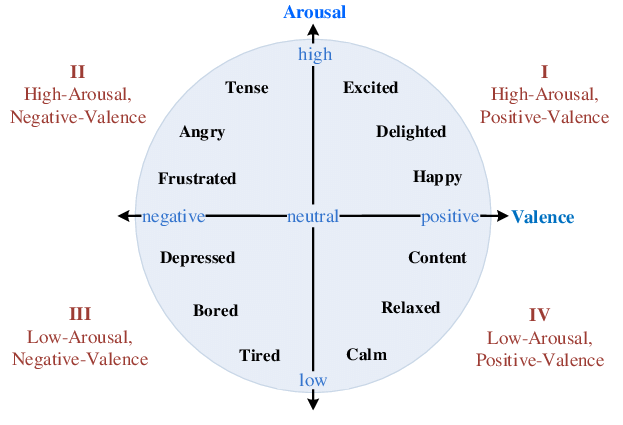 Arousal
high
II
High-Arousal,
Negative-Valence
I
High-Arousal,
Positive-Valence
Tense
Excited
Angry
Delighted
Frustrated
Happy
negative
neutral
positive
Valence
Depressed
Content
Bored
Relaxed
III
Low-Arousal,
Negative-Valence
IV
Low-Arousal,
Positive-Valence
Tired
Calm
low